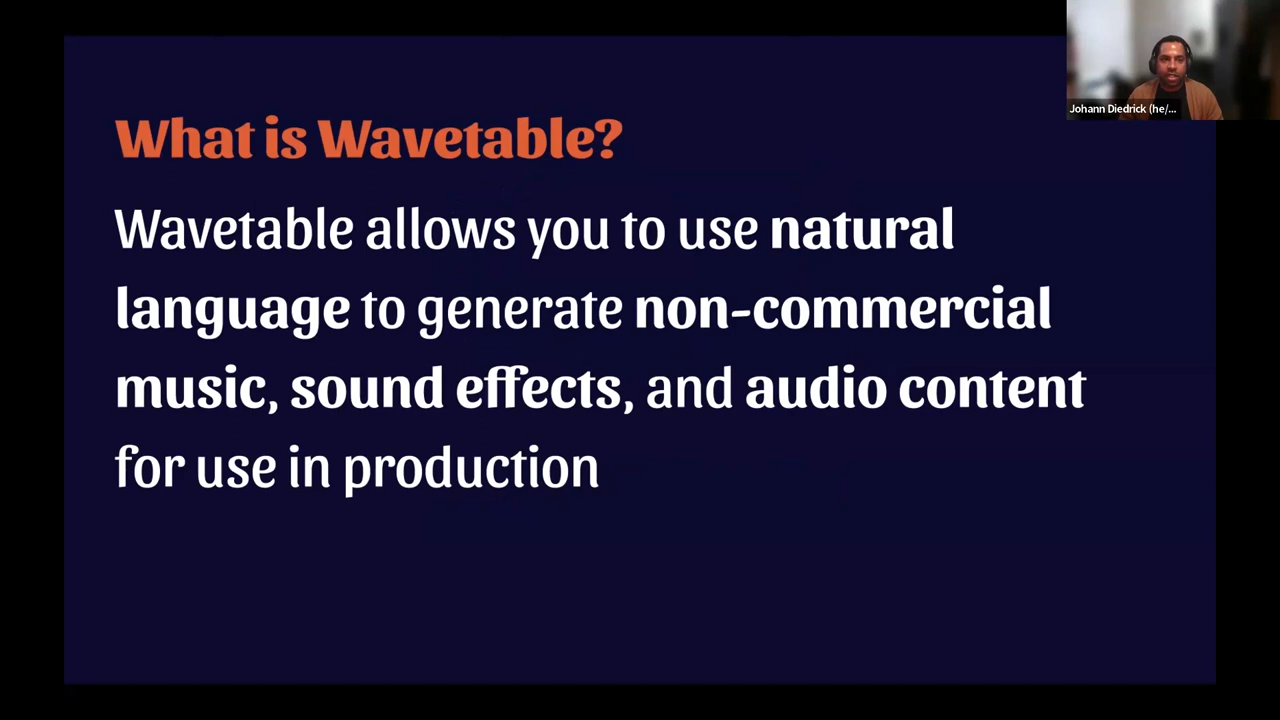 What is Wavetable?
Wavetable allows you to use natural
language to generate non-commercial
music, sound effects, and audio content
for use in production
Johann Diedrick (he/...